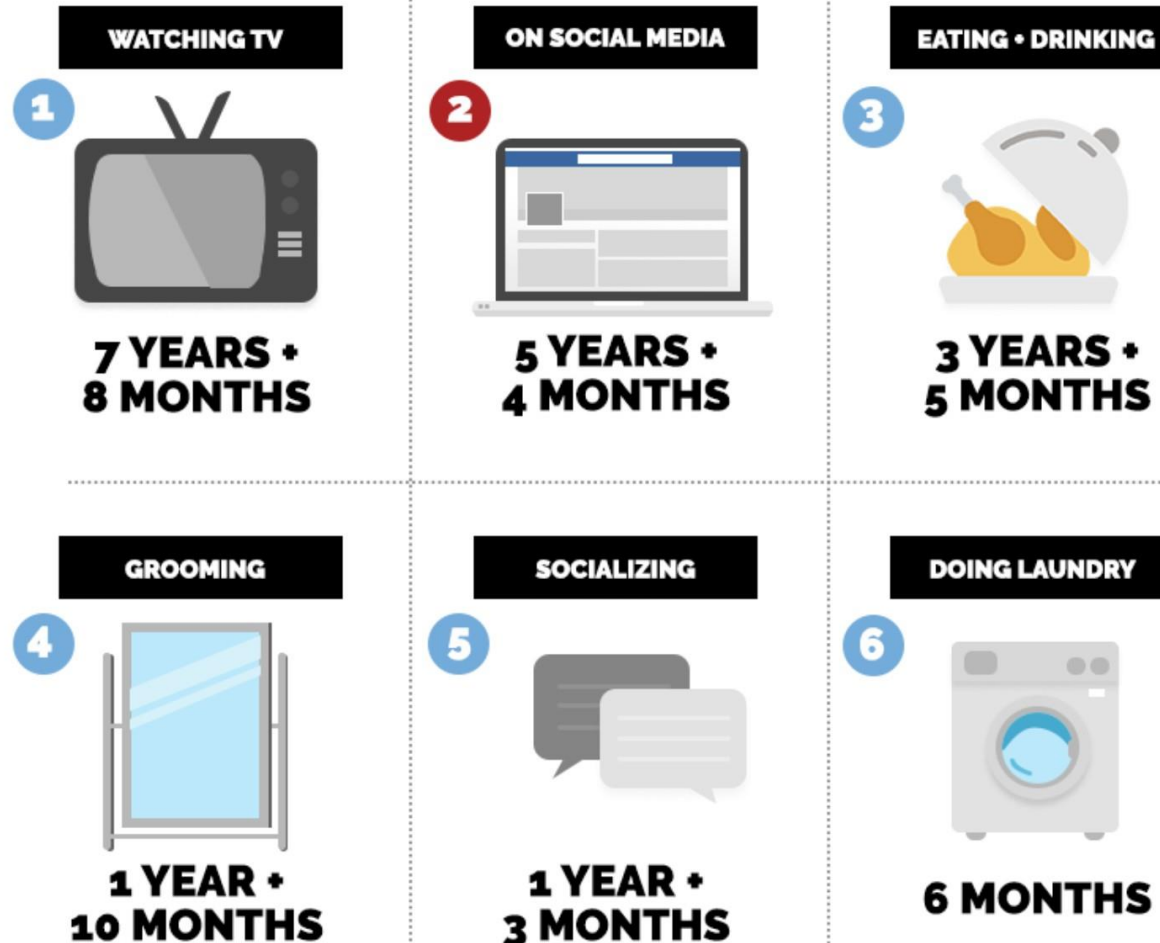 WATCHING TV
1
7 YEARS +
8 MONTHS
ON SOCIAL MEDIA
2
5 YEARS +
4 MONTHS
EATING + DRINKING
3
3 YEARS +
5 MONTHS
GROOMING
4
1 YEAR +
10 MONTHS
SOCIALIZING
5
1 YEAR +
3 MONTHS
DOING LAUNDRY
6
6 MONTHS